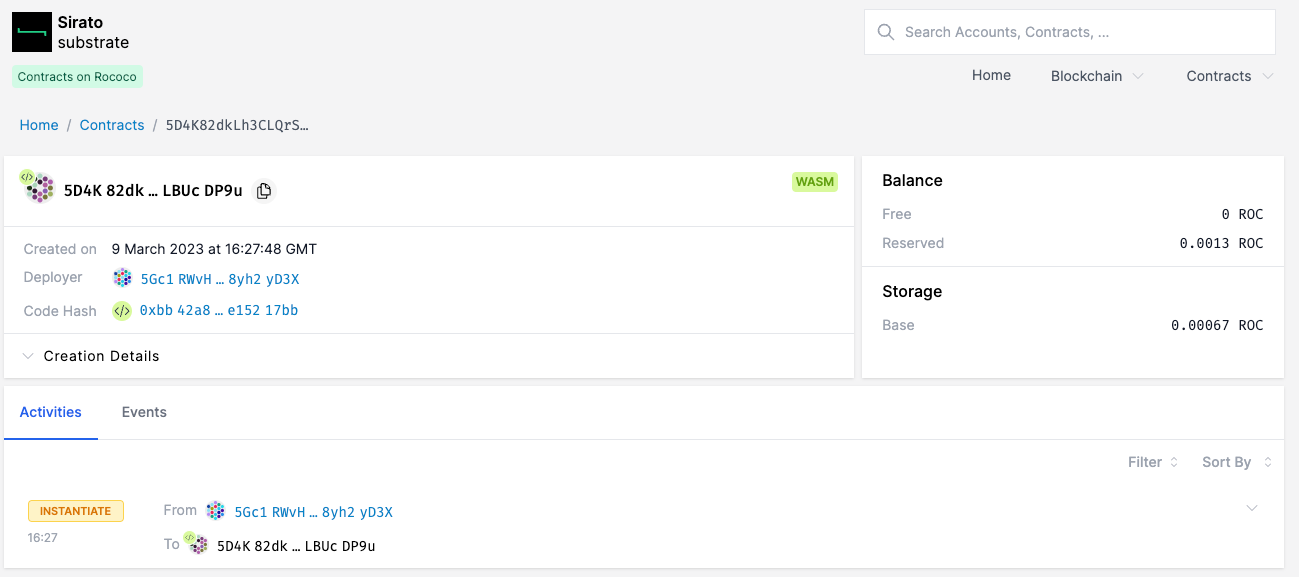 Sirato
substrate
Search Accounts, Contracts, ...
Contracts on Rococo
Home Blockchain Contracts
Home / Contracts / 5D4K82dkLh3CLQrS…
5D4K 82dk … LBUc DP9u
WASM
Created on 9 March 2023 at 16:27:48 GMT
Deployer 5Gc1 RWvH … 8yh2 yD3X
Code Hash 0xbb 42a8 … e152 17bb
Creation Details
Balance
Free 0 ROC
Reserved 0.0013 ROC
Storage
Base 0.00067 ROC
Activities Events
Filter Sort By
INSTANTIATE
16:27
From 5Gc1 RWvH … 8yh2 yD3X
To 5D4K 82dk … LBUc DP9u